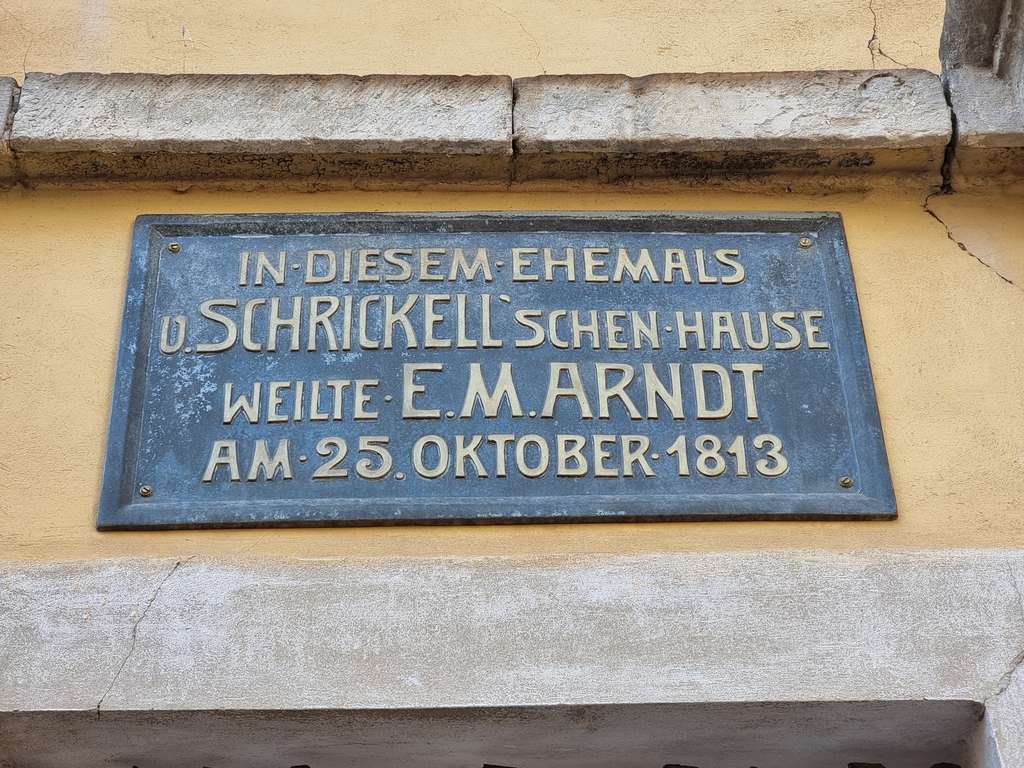 IN·DIESEM·EHEMALS
V.SCHRICKELL'SCHEN·HAUSE
WEILTE·E.M.ARNDT
AM·25.OKTOBER·1813